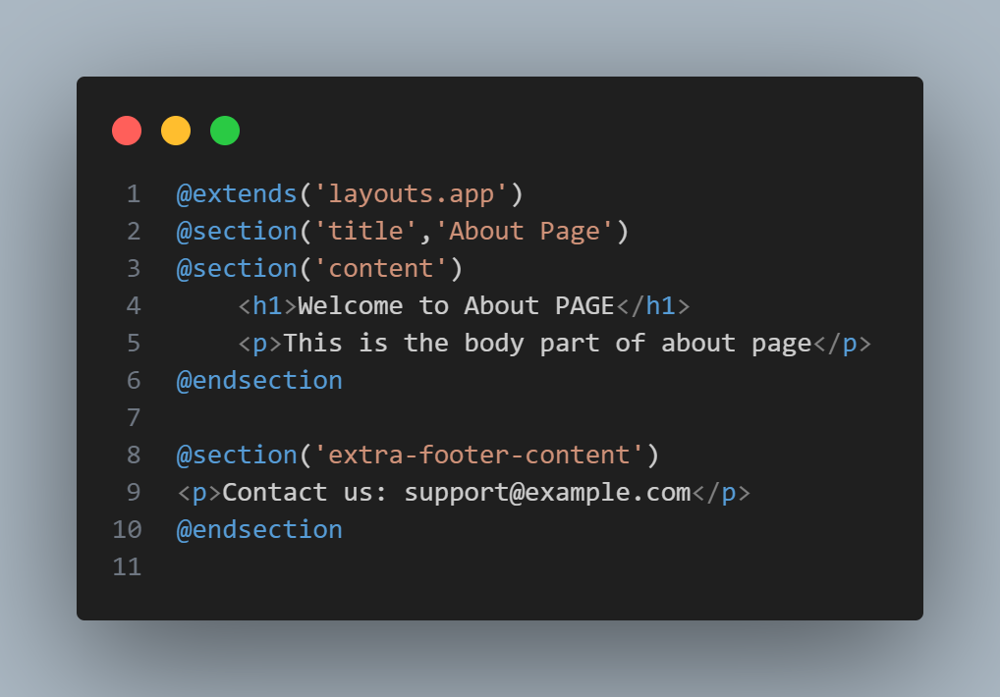 1 @extends('layouts.app')
2 @section('title','About Page')
3 @section('content')
4     <h1>Welcome to About PAGE</h1>
5     <p>This is the body part of about page</p>
6 @endsection
7
8 @section('extra-footer-content')
9 <p>Contact us: support@example.com</p>
10 @endsection
11